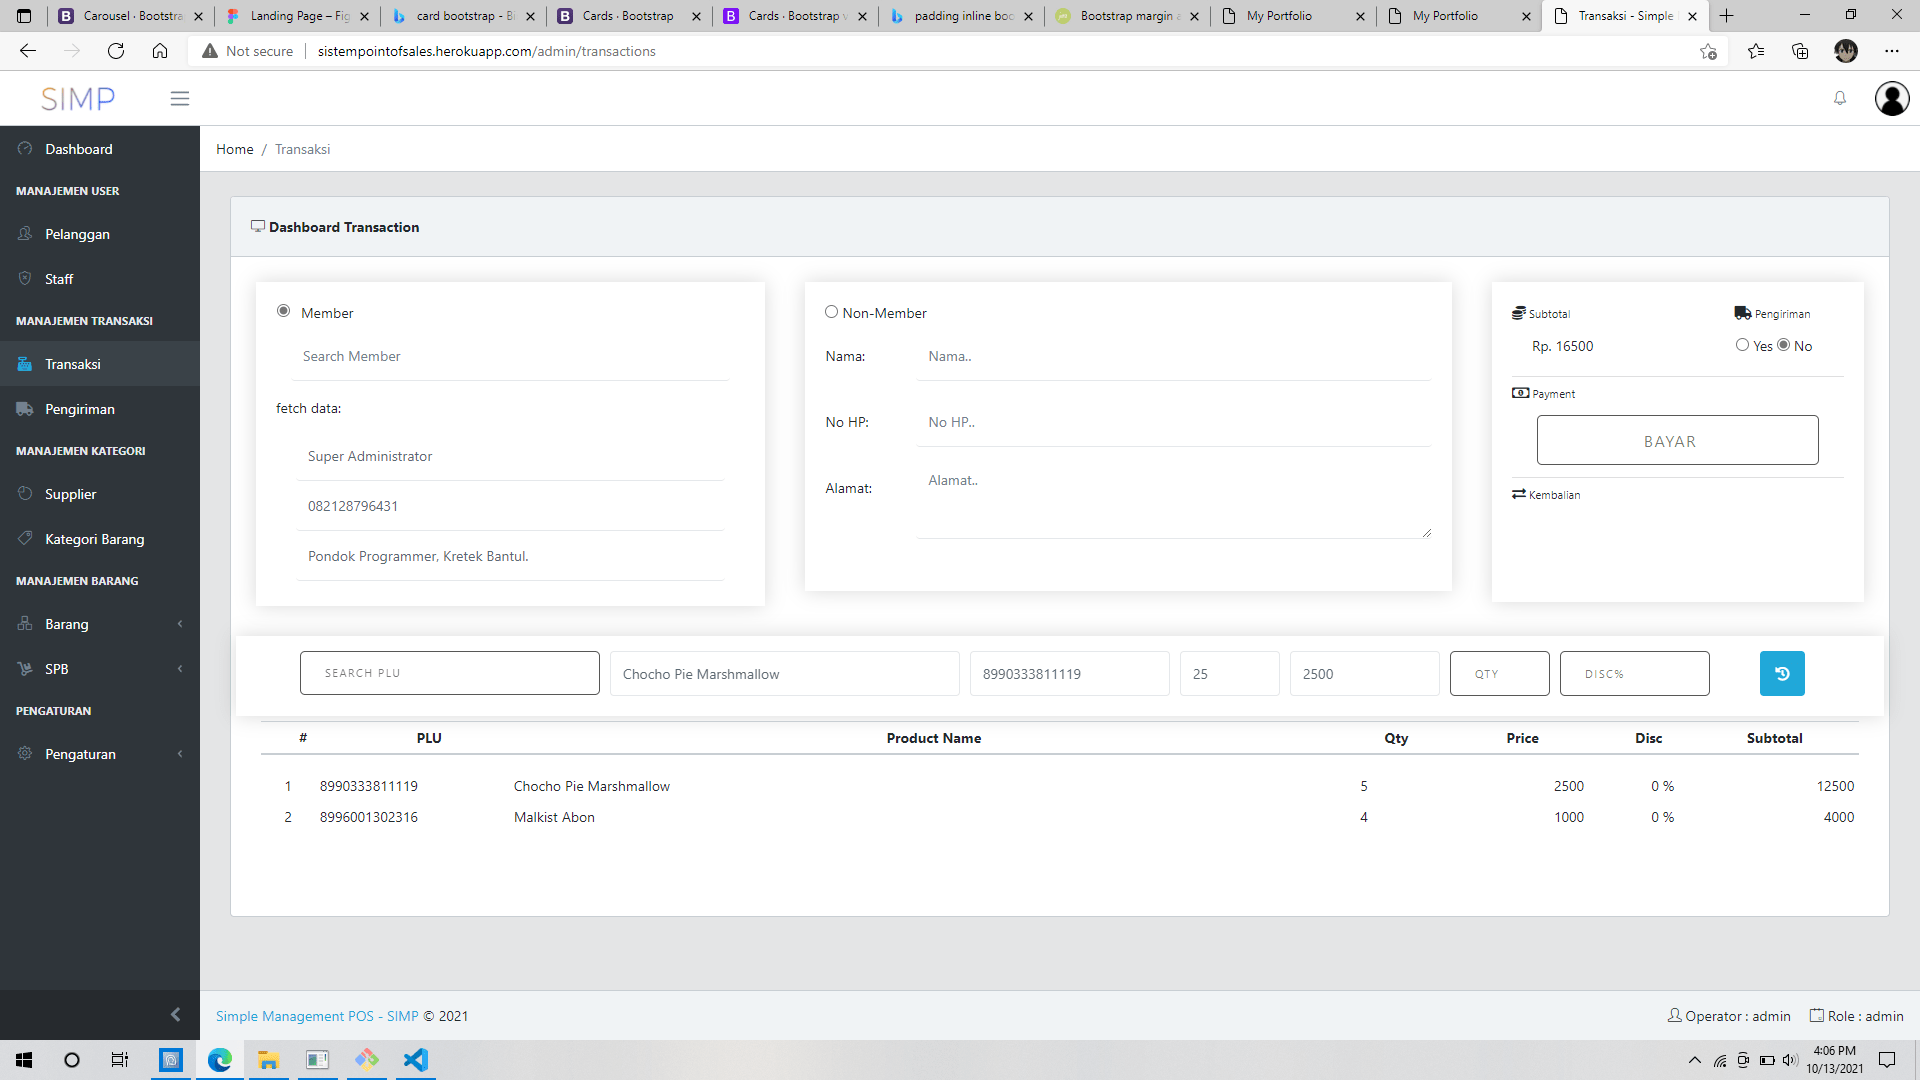 Carousel · Bootstra
Landing Page – Fig
card bootstrap - Bi
Cards · Bootstrap
Cards · Bootstrap v
padding inline boo
Bootstrap margin a
My Portfolio
My Portfolio
Transaksi - Simple
Not secure
sistempointofsales.herokuapp.com/admin/transactions
SIMP
Dashboard
MANAJEMEN USER
Pelanggan
Staff
MANAJEMEN TRANSAKSI
Transaksi
Pengiriman
MANAJEMEN KATEGORI
Supplier
Kategori Barang
MANAJEMEN BARANG
Barang
SPB
PENGATURAN
Pengaturan
Home / Transaksi
Dashboard Transaction
Member
Search Member
fetch data:
Super Administrator
082128796431
Pondok Programmer, Kretek Bantul.
Non-Member
Nama: Nama..
No HP: No HP..
Alamat: Alamat..
Subtotal
Rp. 16500
Pengiriman
Yes No
Payment
BAYAR
Kembalian
SEARCH PLU Chocho Pie Marshmallow 8990333811119 25 2500 QTY DISC%
# PLU Product Name Qty Price Disc Subtotal
1 8990333811119 Chocho Pie Marshmallow 5 2500 0 % 12500
2 8996001302316 Malkist Abon 4 1000 0 % 4000
Simple Management POS - SIMP © 2021
Operator : admin Role : admin
4:06 PM
10/13/2021